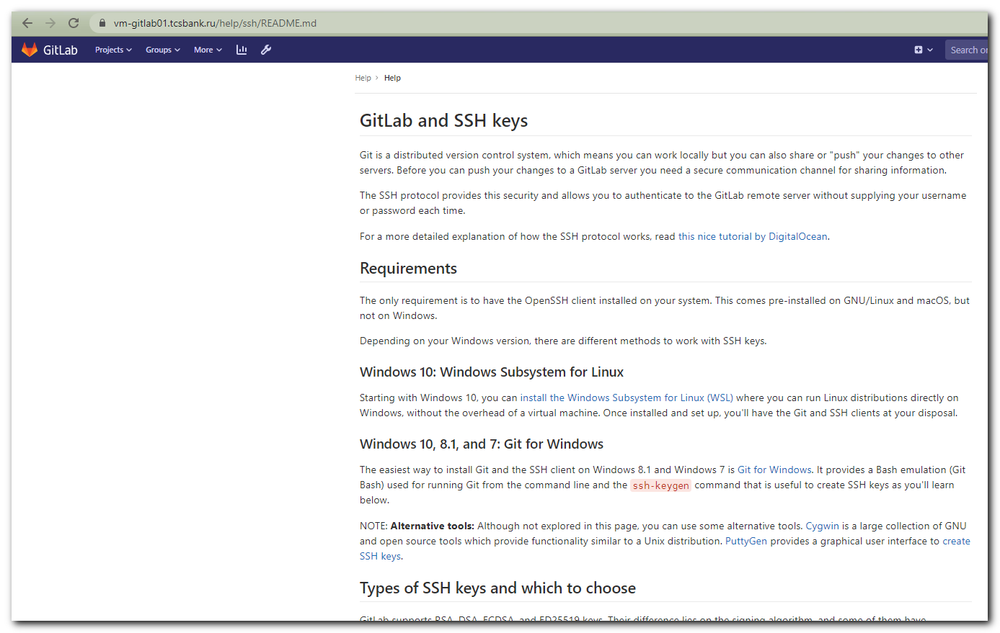 vm-gitlab01.tcsbank.ru/help/ssh/README.md
GitLab Projects Groups More Search or
Help › Help
GitLab and SSH keys
Git is a distributed version control system, which means you can work locally but you can also share or "push" your changes to other
servers. Before you can push your changes to a GitLab server you need a secure communication channel for sharing information.
The SSH protocol provides this security and allows you to authenticate to the GitLab remote server without supplying your username
or password each time.
For a more detailed explanation of how the SSH protocol works, read this nice tutorial by DigitalOcean.
Requirements
The only requirement is to have the OpenSSH client installed on your system. This comes pre-installed on GNU/Linux and macOS, but
not on Windows.
Depending on your Windows version, there are different methods to work with SSH keys.
Windows 10: Windows Subsystem for Linux
Starting with Windows 10, you can install the Windows Subsystem for Linux (WSL) where you can run Linux distributions directly on
Windows, without the overhead of a virtual machine. Once installed and set up, you'll have the Git and SSH clients at your disposal.
Windows 10, 8.1, and 7: Git for Windows
The easiest way to install Git and the SSH client on Windows 8.1 and Windows 7 is Git for Windows. It provides a Bash emulation (Git
Bash) used for running Git from the command line and the ssh-keygen command that is useful to create SSH keys as you'll learn
below.
NOTE: Alternative tools: Although not explored in this page, you can use some alternative tools. Cygwin is a large collection of GNU
and open source tools which provide functionality similar to a Unix distribution. PuttyGen provides a graphical user interface to create
SSH keys.
Types of SSH keys and which to choose
GitLab supports RSA, DSA, ECDSA, and ED25519 keys. Their difference lies on the signing algorithm, and some of them have